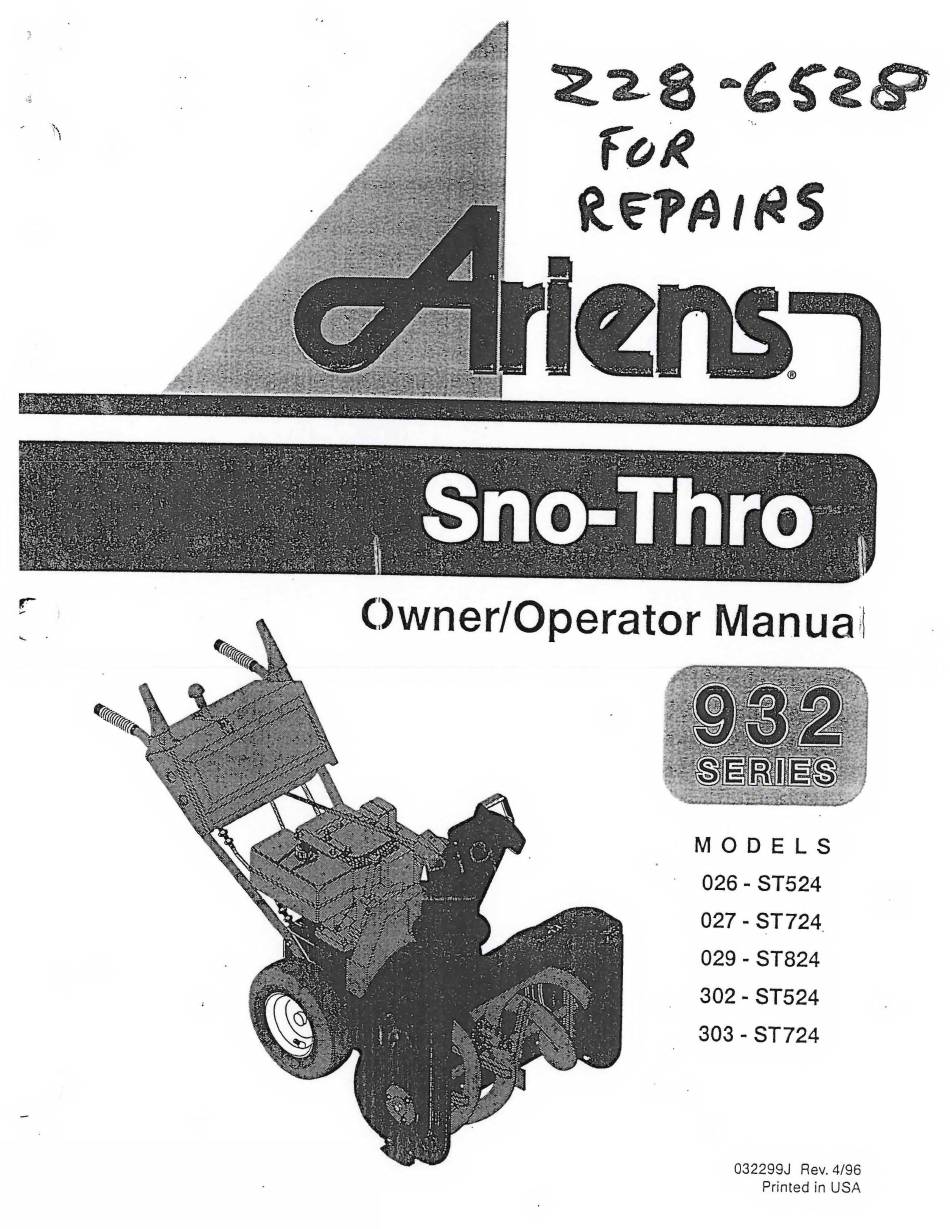 228-6528
FOR
REPAIRS
Ariens®
Sno-Thro
Owner/Operator Manual
932
SERIES
MODELS
026 - ST524
027 - ST724
029 - ST824
302 - ST524
303 - ST724
032299J Rev. 4/96
Printed in USA